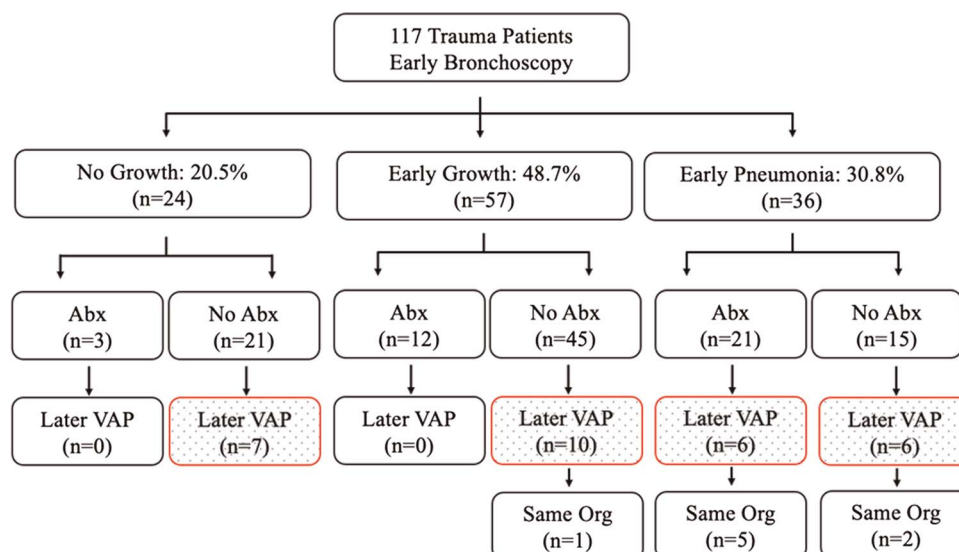 117 Trauma Patients
Early Bronchoscopy
No Growth: 20.5%
(n=24)
Early Growth: 48.7%
(n=57)
Early Pneumonia: 30.8%
(n=36)
Abx
(n=3)
No Abx
(n=21)
Abx
(n=12)
No Abx
(n=45)
Abx
(n=21)
No Abx
(n=15)
Later VAP
(n=0)
Later VAP
(n=7)
Later VAP
(n=0)
Later VAP
(n=10)
Later VAP
(n=6)
Later VAP
(n=6)
Same Org
(n=1)
Same Org
(n=5)
Same Org
(n=2)